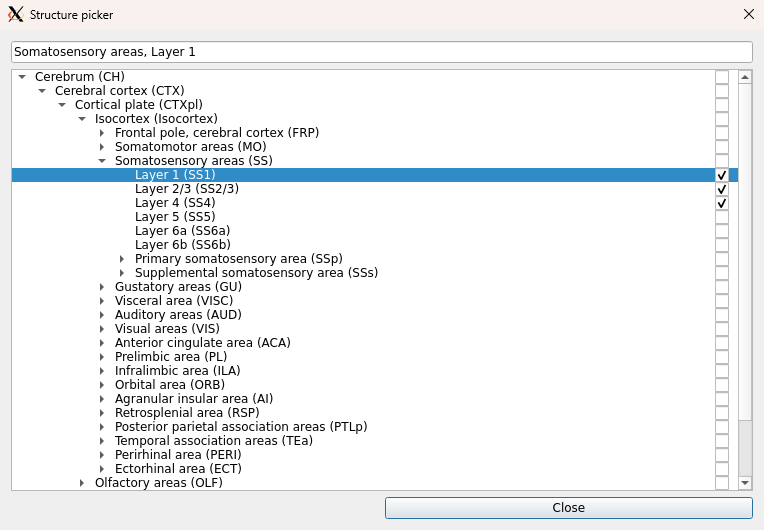 Structure picker
Somatosensory areas, Layer 1
Cerebrum (CH)
Cerebral cortex (CTX)
Cortical plate (CTXpl)
Isocortex (Isocortex)
Frontal pole, cerebral cortex (FRP)
Somatomotor areas (MO)
Somatosensory areas (SS)
Layer 1 (SS1)
Layer 2/3 (SS2/3)
Layer 4 (SS4)
Layer 5 (SS5)
Layer 6a (SS6a)
Layer 6b (SS6b)
Primary somatosensory area (SSp)
Supplemental somatosensory area (SSs)
Gustatory areas (GU)
Visceral area (VISC)
Auditory areas (AUD)
Visual areas (VIS)
Anterior cingulate area (ACA)
Prelimbic area (PL)
Infralimbic area (ILA)
Orbital area (ORB)
Agranular insular area (AI)
Retrosplenial area (RSP)
Posterior parietal association areas (PTLp)
Temporal association areas (TEa)
Perirhinal area (PERI)
Ectorhinal area (ECT)
Olfactory areas (OLF)
Close